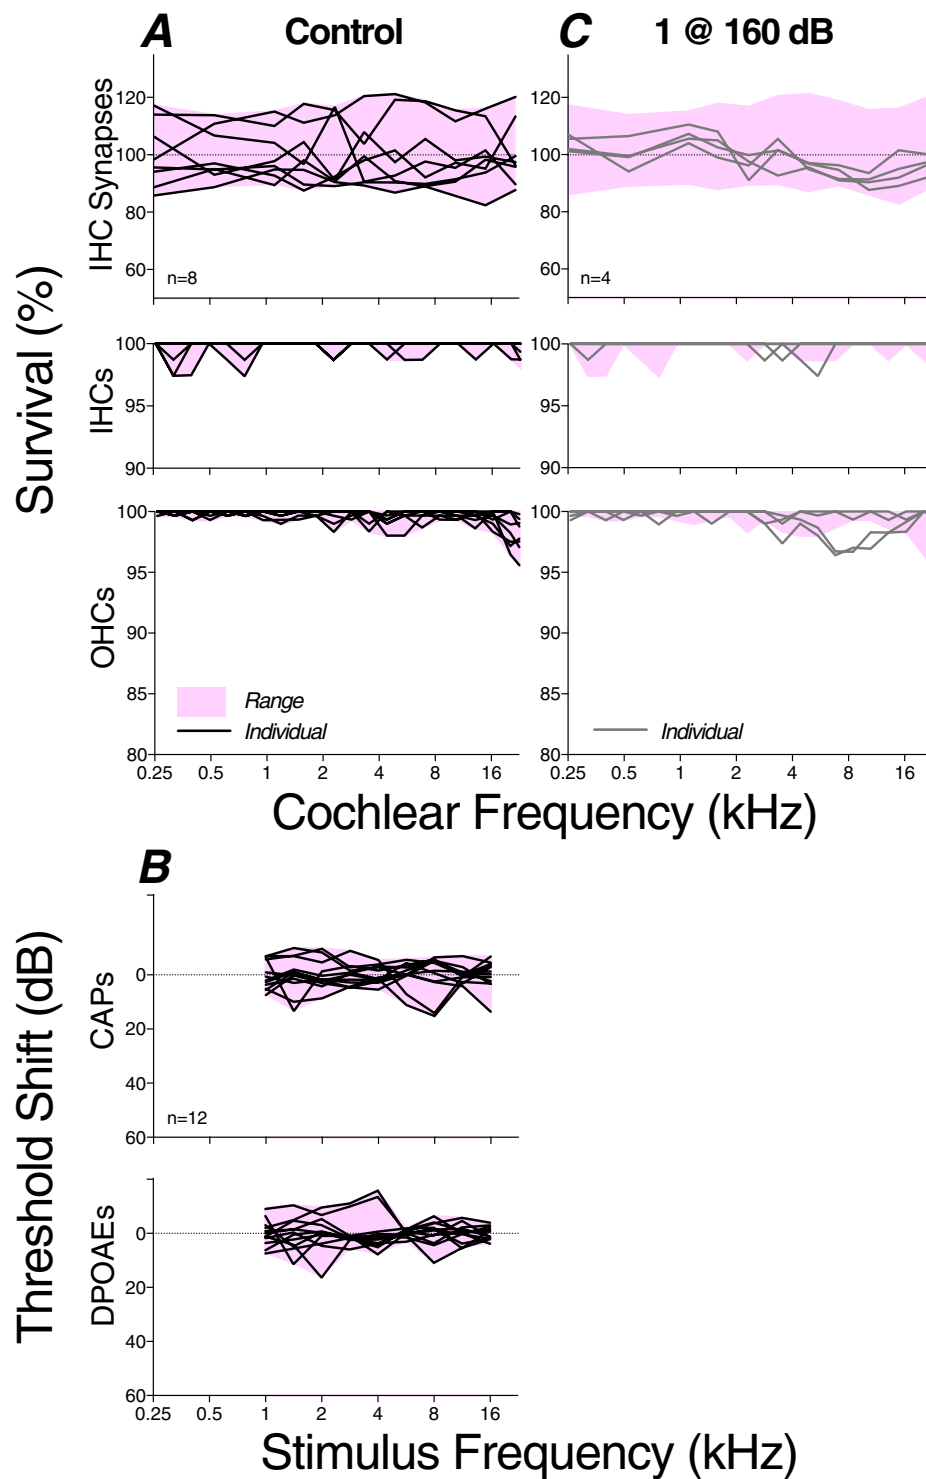 A Control
C 1 @ 160 dB
Survival (%)
IHC Synapses
120
100
80
60
n=8
n=4
IHCs
100
95
90
100
95
90
OHCs
100
95
90
85
80
Range
Individual
0.25 0.5 1 2 4 8 16
120
100
80
60
100
95
90
85
80
Individual
0.25 0.5 1 2 4 8 16
Cochlear Frequency (kHz)
B
Threshold Shift (dB)
CAPs
0
20
40
60
n=12
DPOAEs
0
20
40
60
0.25 0.5 1 2 4 8 16
Stimulus Frequency (kHz)